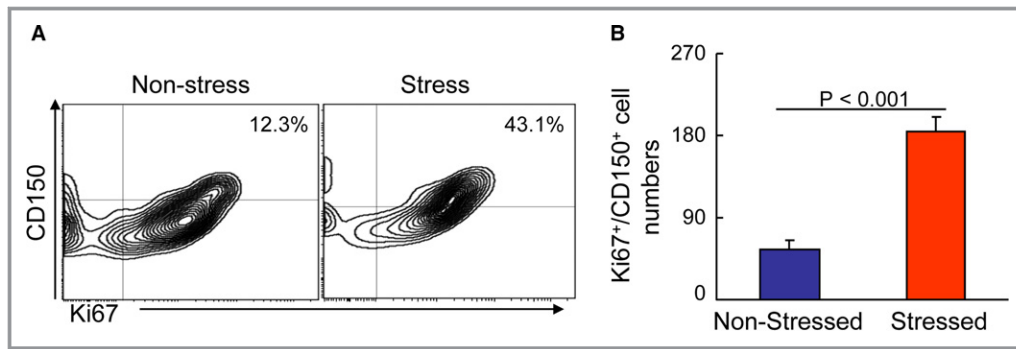 A
Non-stress
Stress
12.3%
43.1%
CD150
Ki67
B
Ki67⁺/CD150⁺ cell
numbers
270
180
90
0
P < 0.001
Non-Stressed
Stressed